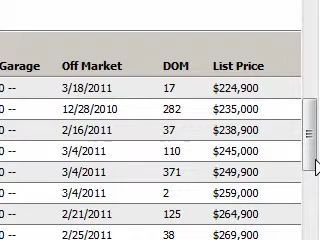 Garage Off Market DOM List Price
0 -- 3/18/2011 17 $224,900
0 -- 12/28/2010 282 $235,000
0 -- 2/16/2011 37 $238,900
0 -- 3/4/2011 110 $245,000
0 -- 3/4/2011 371 $249,900
0 -- 3/4/2011 2 $259,000
0 -- 2/21/2011 125 $264,900
0 -- 2/25/2011 38 $269,900